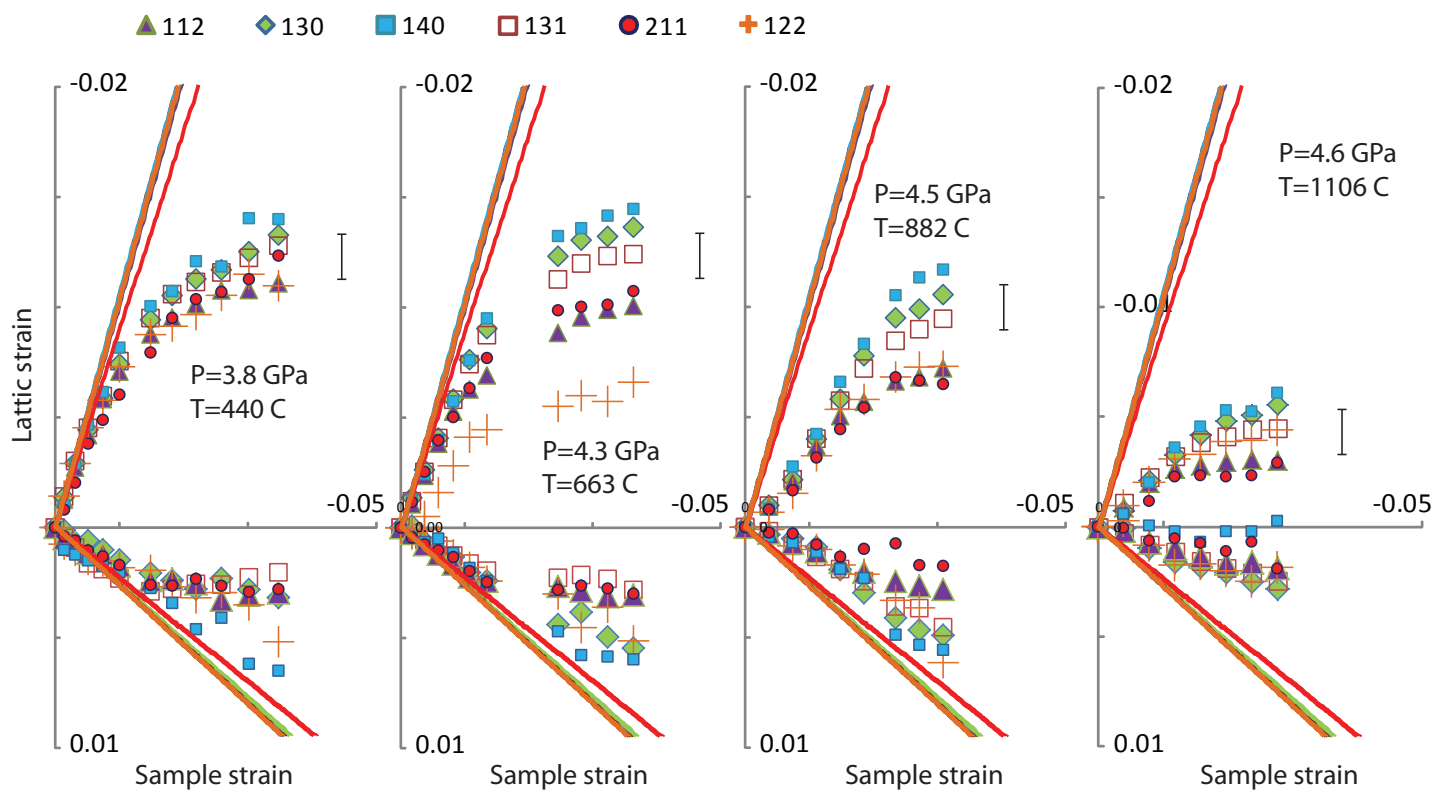 112 130 140 131 211 122
-0.02 -0.02 -0.02 -0.02
P=4.6 GPa
T=1106 C
P=4.5 GPa
T=882 C
-0.01
Lattic strain
P=3.8 GPa
T=440 C
P=4.3 GPa
T=663 C
-0.05 -0.05 -0.05 -0.05
0.01 0.01 0.01 0.01
Sample strain Sample strain Sample strain Sample strain